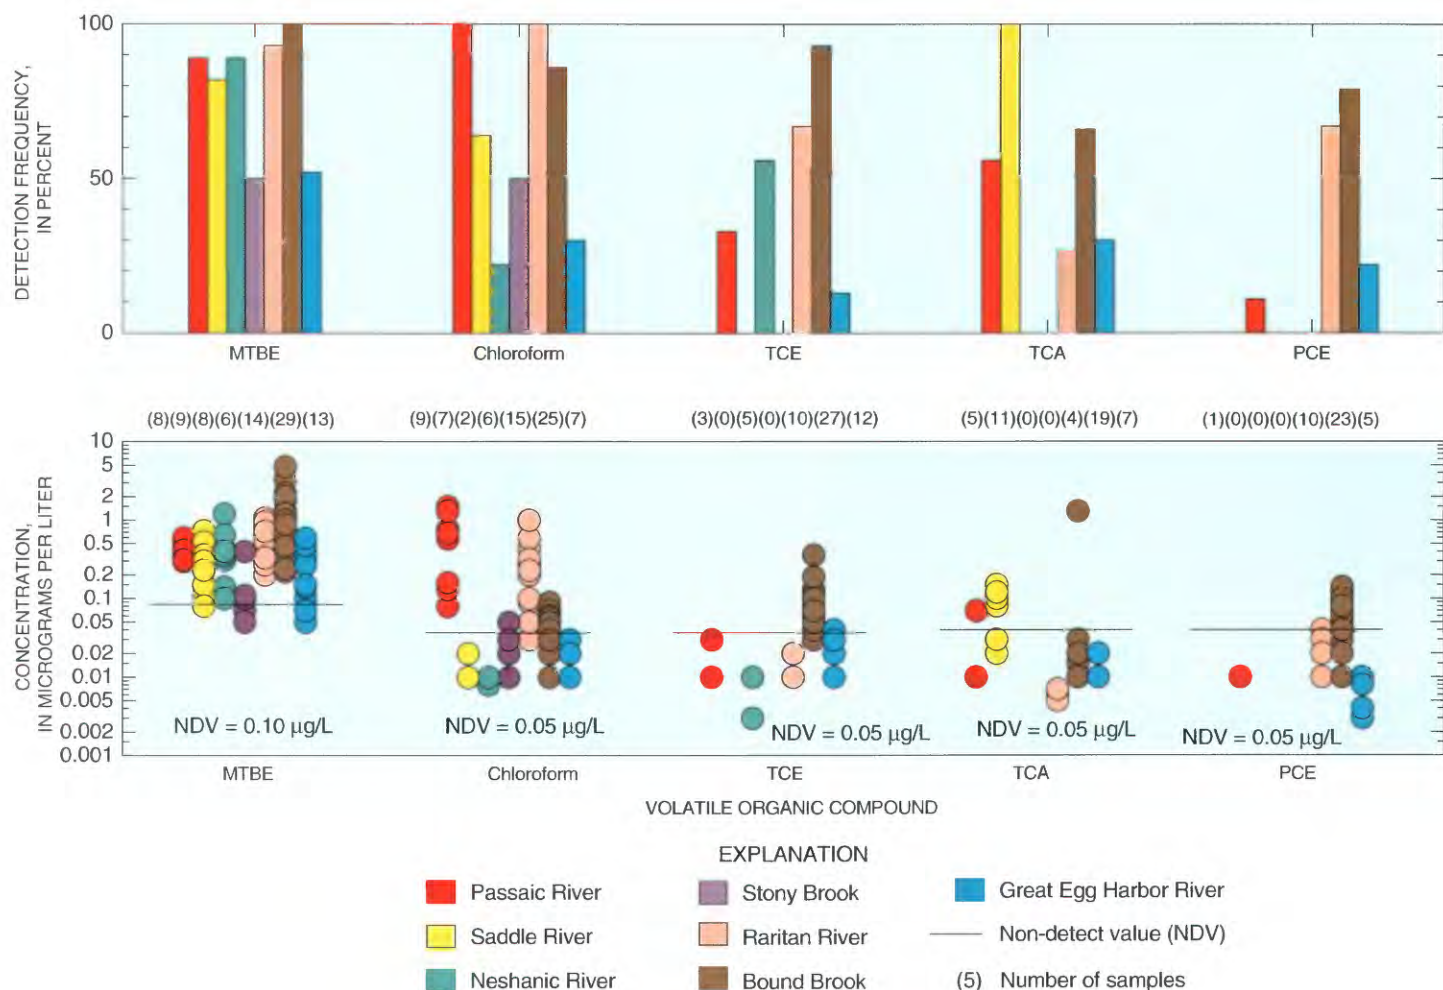 DETECTION FREQUENCY,
IN PERCENT
100
50
0
MTBE Chloroform TCE TCA PCE
(8)(9)(8)(6)(14)(29)(13) (9)(7)(2)(6)(15)(25)(7) (3)(0)(5)(0)(10)(27)(12) (5)(11)(0)(0)(4)(19)(7) (1)(0)(0)(0)(10)(23)(5)
CONCENTRATION,
IN MICROGRAMS PER LITER
10
5
2
1
0.5
0.2
0.1
0.05
0.02
0.01
0.005
0.002
0.001
NDV = 0.10 µg/L NDV = 0.05 µg/L NDV = 0.05 µg/L NDV = 0.05 µg/L NDV = 0.05 µg/L
MTBE Chloroform TCE TCA PCE
VOLATILE ORGANIC COMPOUND
EXPLANATION
Passaic River Stony Brook Great Egg Harbor River
Saddle River Raritan River Non-detect value (NDV)
Neshanic River Bound Brook (5) Number of samples